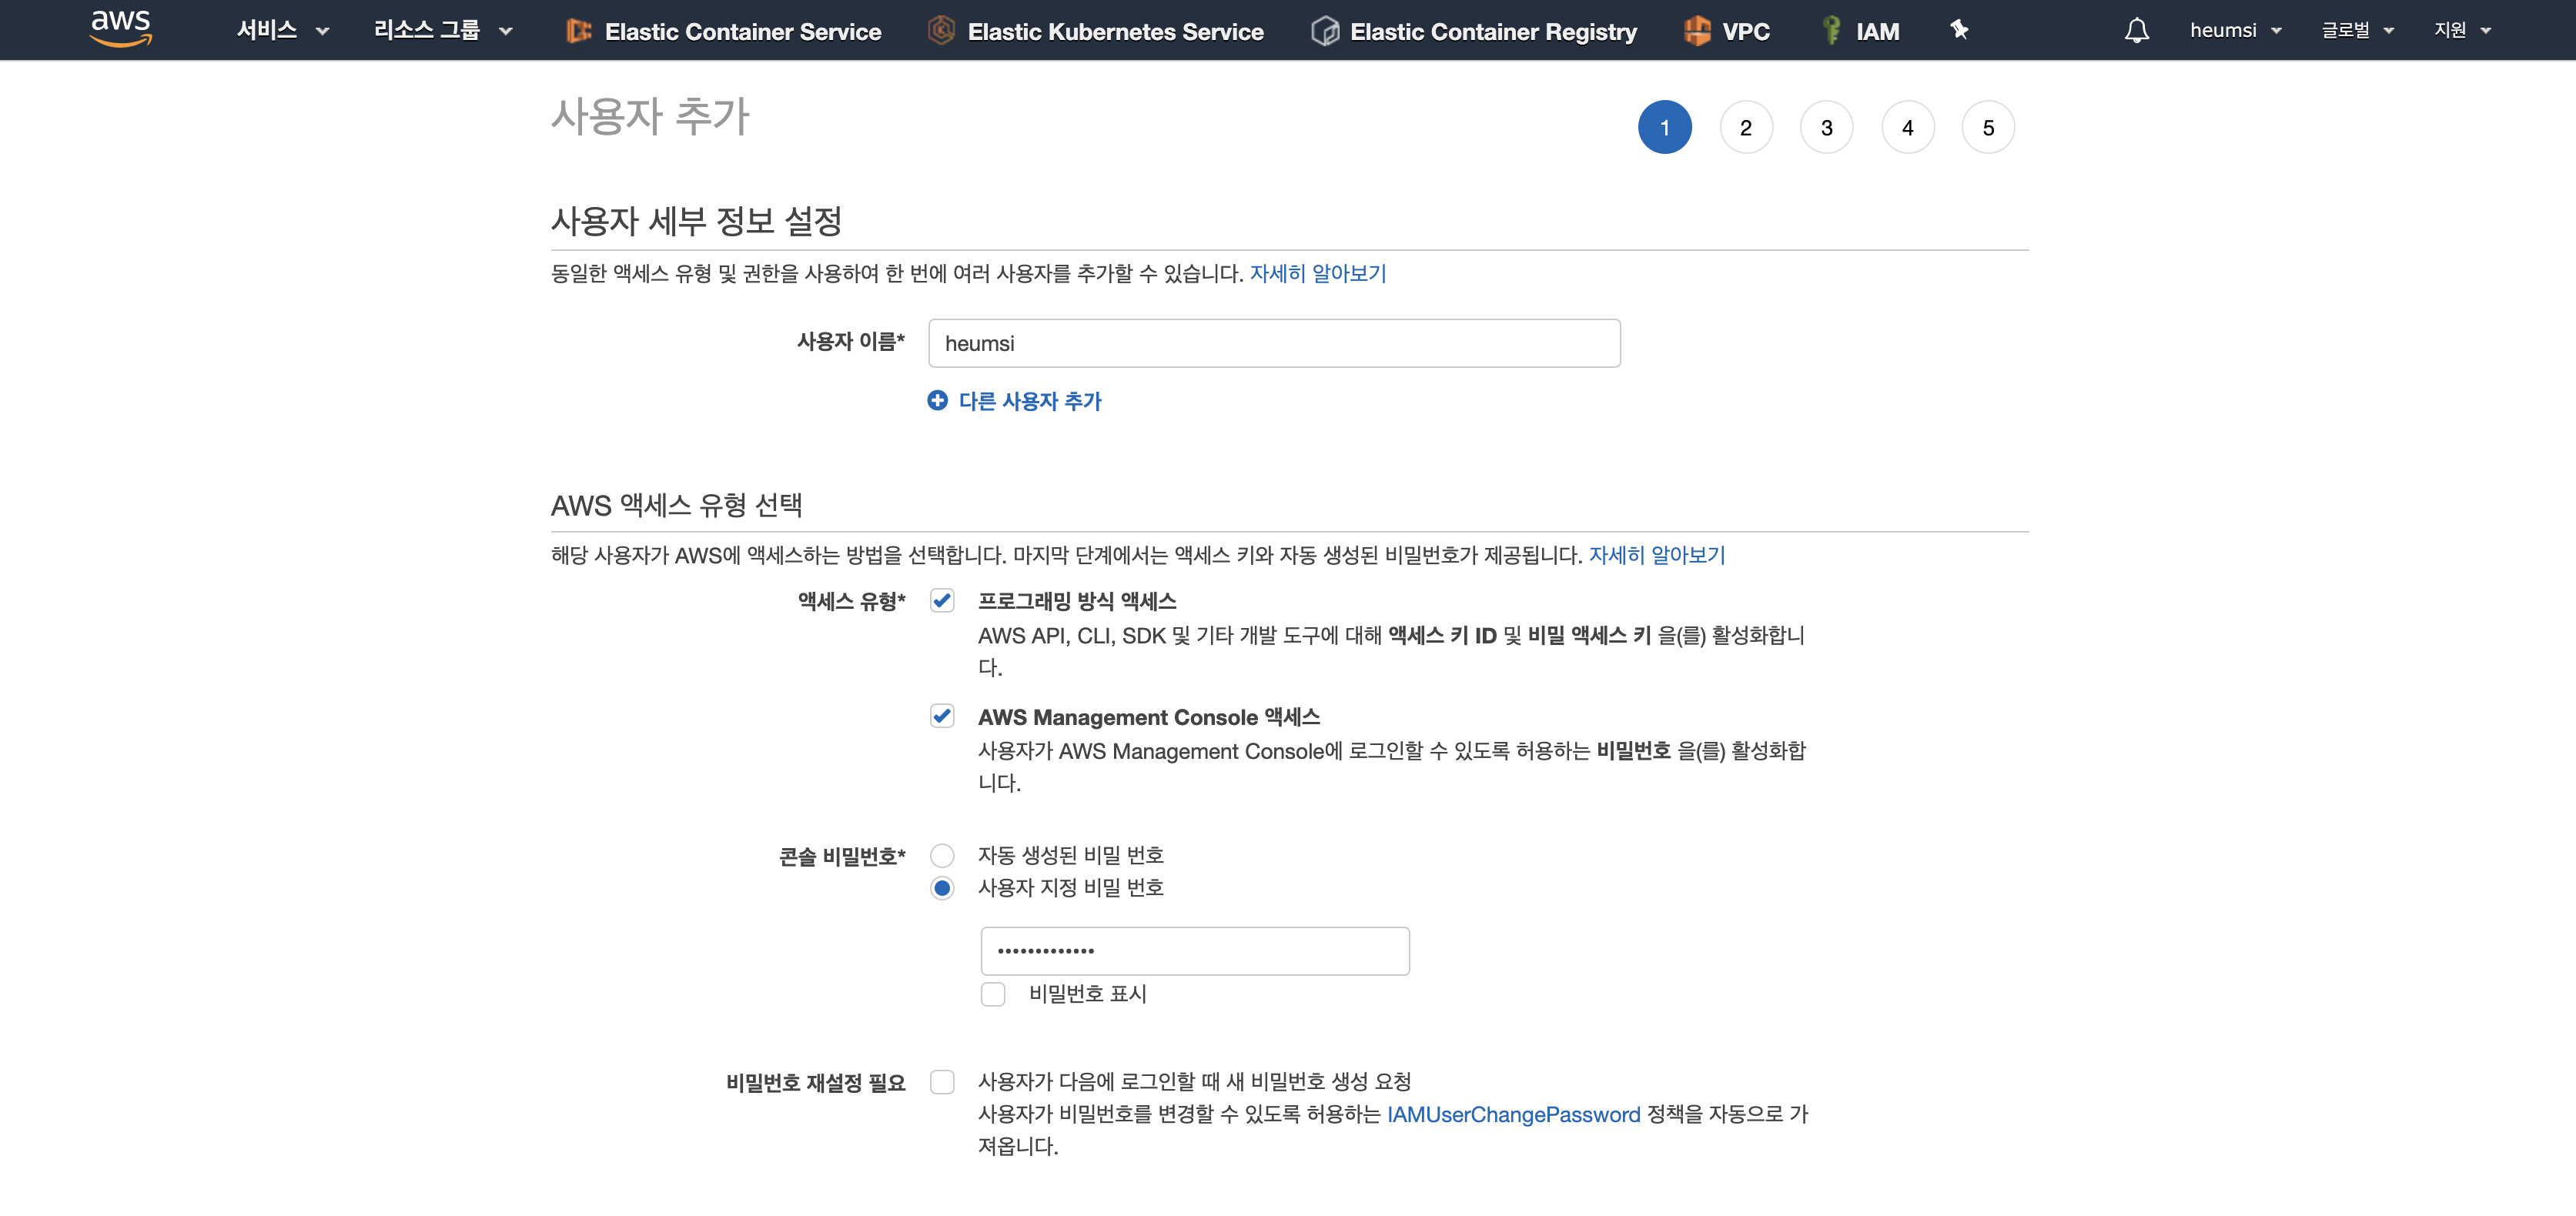 aws 서비스 리소스 그룹 Elastic Container Service Elastic Kubernetes Service Elastic Container Registry VPC IAM heumsi 글로벌 지원
사용자 추가
1 2 3 4 5
사용자 세부 정보 설정
동일한 액세스 유형 및 권한을 사용하여 한 번에 여러 사용자를 추가할 수 있습니다. 자세히 알아보기
사용자 이름* heumsi
다른 사용자 추가
AWS 액세스 유형 선택
해당 사용자가 AWS에 액세스하는 방법을 선택합니다. 마지막 단계에서는 액세스 키와 자동 생성된 비밀번호가 제공됩니다. 자세히 알아보기
액세스 유형* 프로그래밍 방식 액세스
AWS API, CLI, SDK 및 기타 개발 도구에 대해 액세스 키 ID 및 비밀 액세스 키 을(를) 활성화합니
다.
AWS Management Console 액세스
사용자가 AWS Management Console에 로그인할 수 있도록 허용하는 비밀번호 을(를) 활성화합
니다.
콘솔 비밀번호* 자동 생성된 비밀 번호
사용자 지정 비밀 번호
•••••••••••••
비밀번호 표시
비밀번호 재설정 필요 사용자가 다음에 로그인할 때 새 비밀번호 생성 요청
사용자가 비밀번호를 변경할 수 있도록 허용하는 IAMUserChangePassword 정책을 자동으로 가
져옵니다.